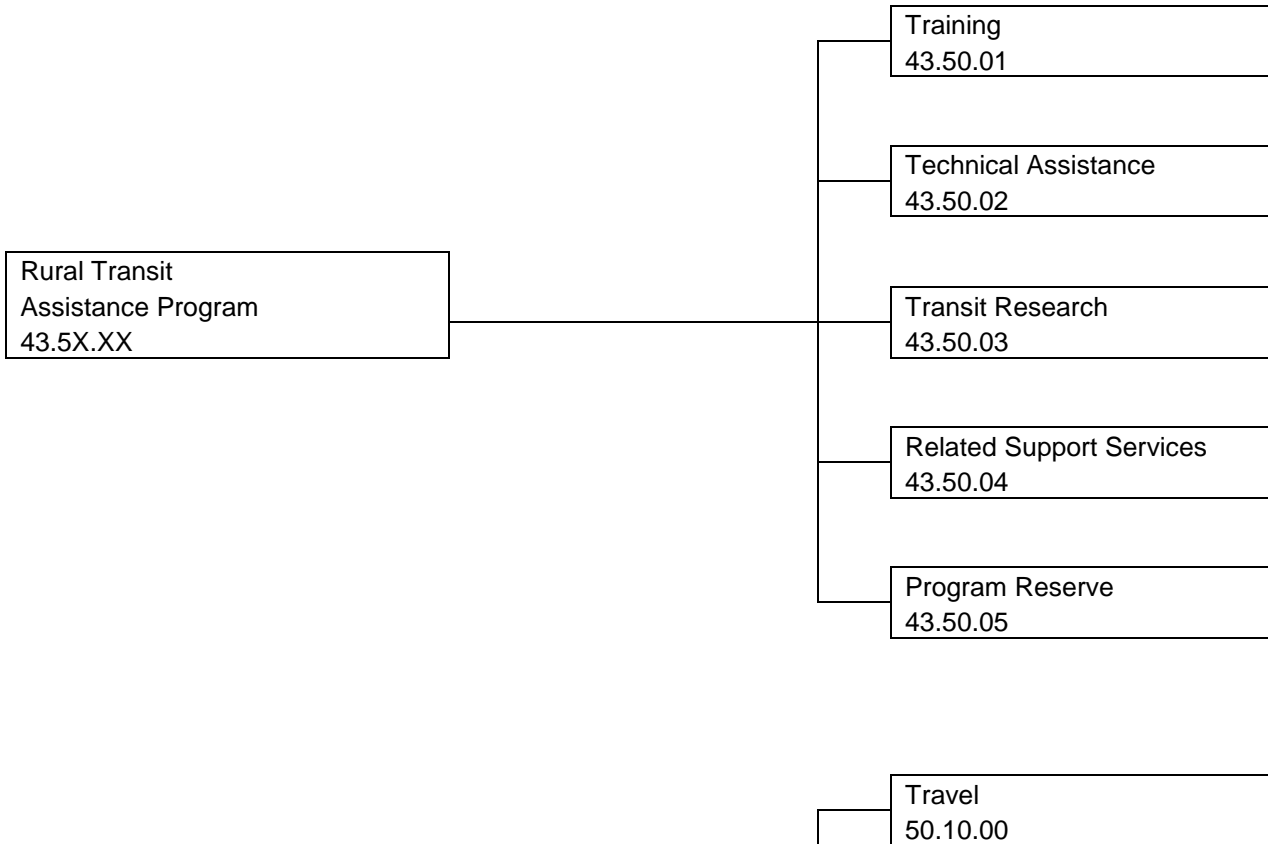 Training
43.50.01
Technical Assistance
43.50.02
Rural Transit
Assistance Program
43.5X.XX
Transit Research
43.50.03
Related Support Services
43.50.04
Program Reserve
43.50.05
Travel
50.10.00